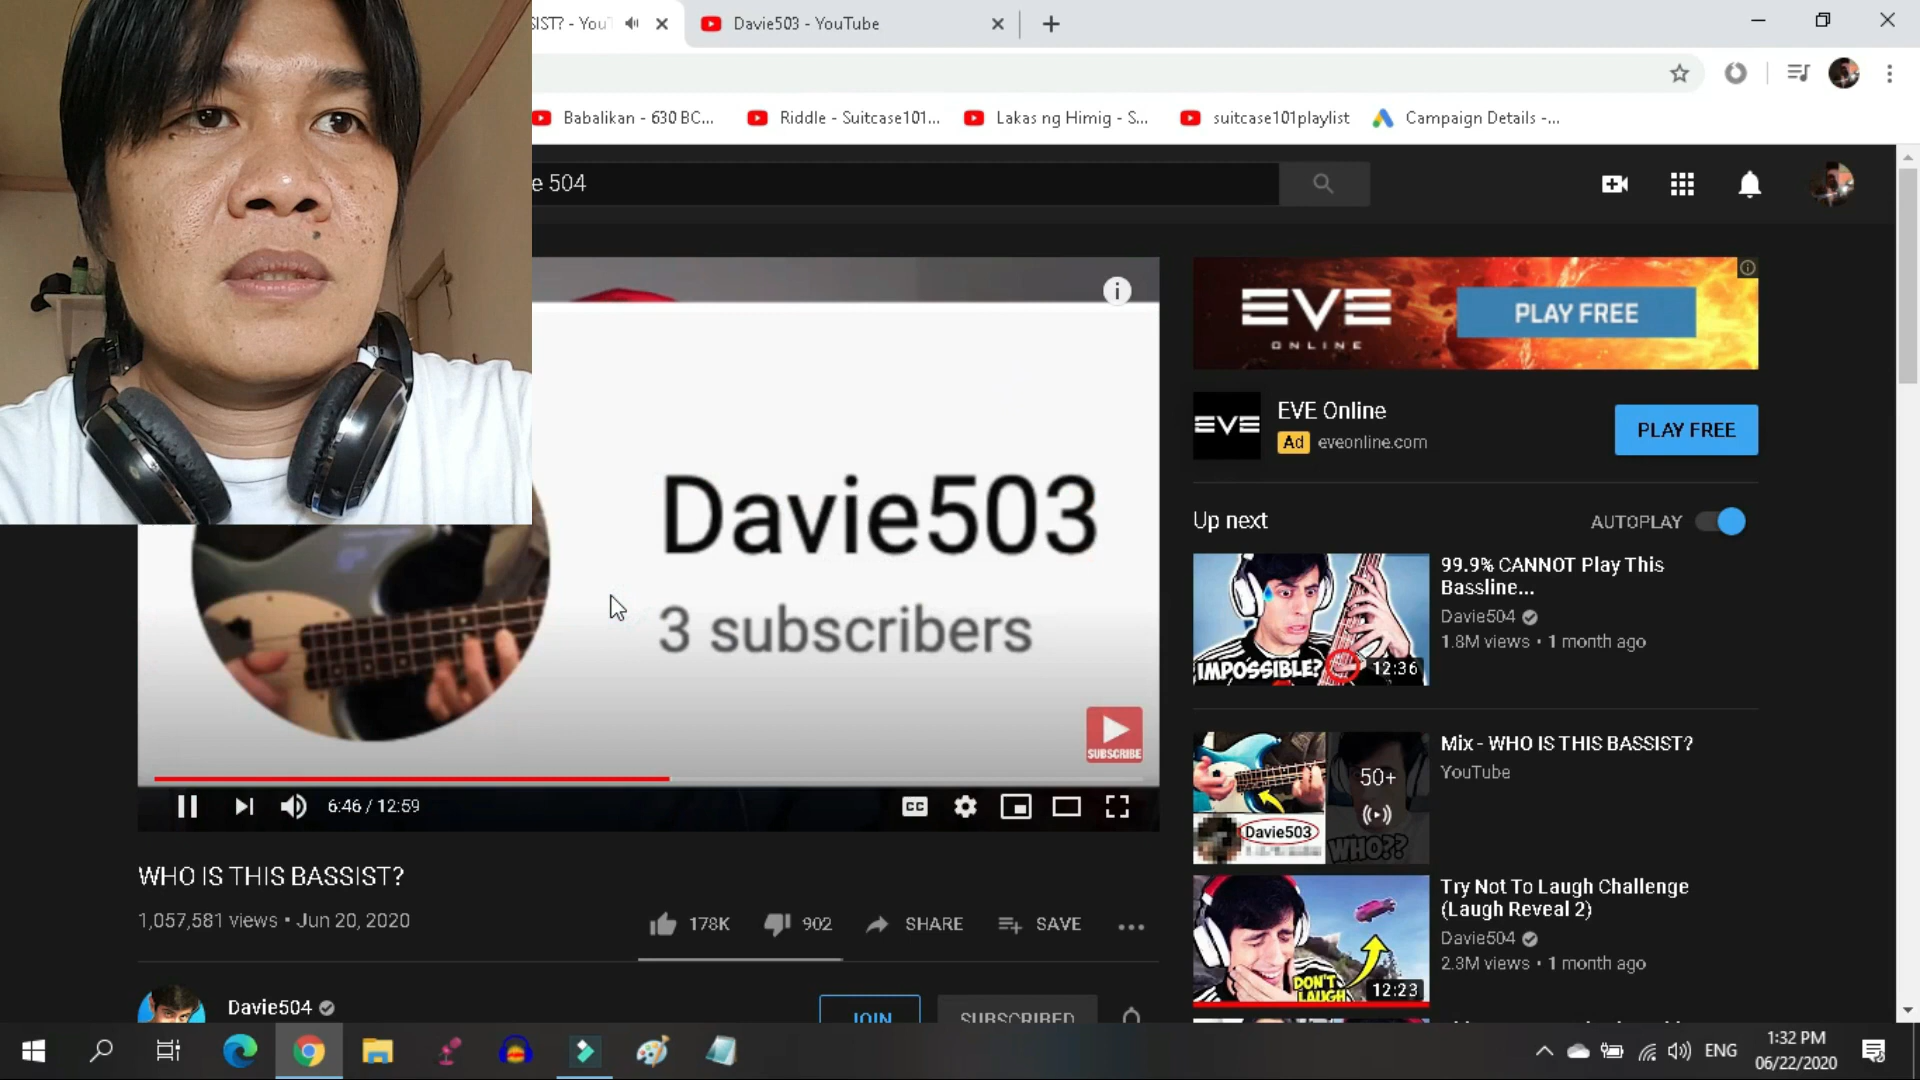 SIST? - YouT
Davie503 - YouTube
Babalikan - 630 BC...
Riddle - Suitcase101...
Lakas ng Himig - S...
suitcase101playlist
Campaign Details -...
e 504
EVE
ONLINE
PLAY FREE
EVE
EVE Online
Ad eveonline.com
PLAY FREE
Davie503
3 subscribers
SUBSCRIBE
6:46 / 12:59
CC
Up next
AUTOPLAY
IMPOSSIBLE?
12:36
99.9% CANNOT Play This
Bassline...
Davie504
1.8M views • 1 month ago
Davie503
50+
WHO??
Mix - WHO IS THIS BASSIST?
YouTube
DON'T
LAUGH
12:23
Try Not To Laugh Challenge
(Laugh Reveal 2)
Davie504
2.3M views • 1 month ago
WHO IS THIS BASSIST?
1,057,581 views • Jun 20, 2020
178K
902
SHARE
SAVE
Davie504
JOIN
SUBSCRIBED
ENG
1:32 PM
06/22/2020